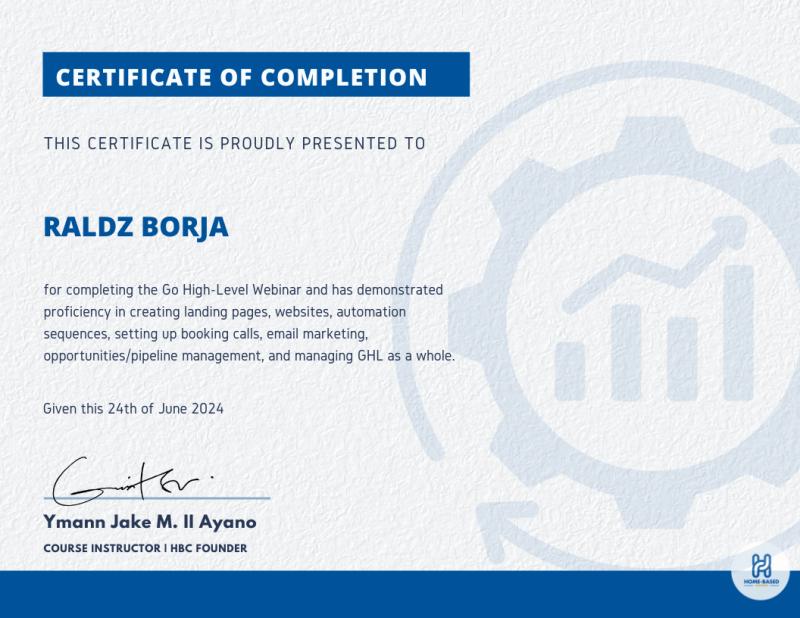 CERTIFICATE OF COMPLETION
THIS CERTIFICATE IS PROUDLY PRESENTED TO
RALDZ BORJA
for completing the Go High-Level Webinar and has demonstrated
proficiency in creating landing pages, websites, automation
sequences, setting up booking calls, email marketing,
opportunities/pipeline management, and managing GHL as a whole.
Given this 24th of June 2024
Ymann Jake M. II Ayano
COURSE INSTRUCTOR | HBC FOUNDER
HOME-BASED